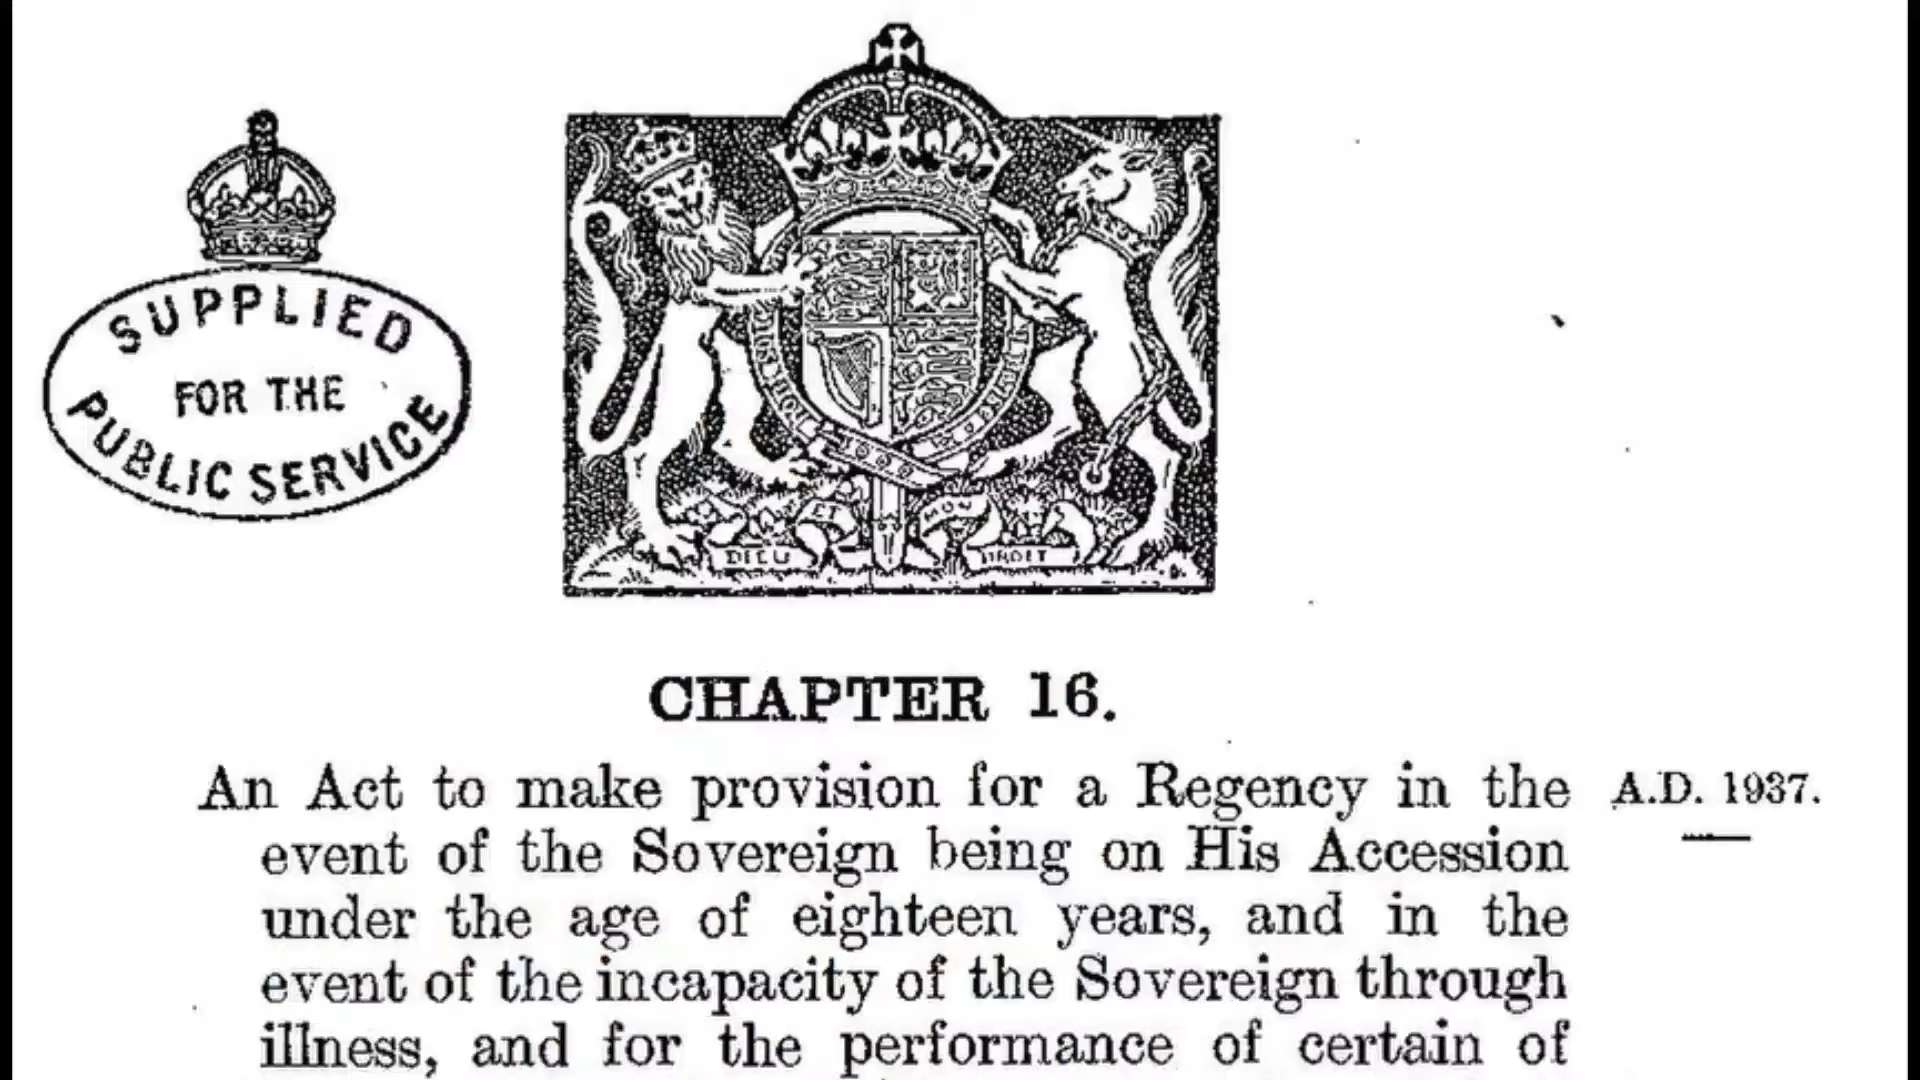 SUPPLIED
FOR THE
PUBLIC SERVICE
ET MON
DIEU DROIT
CHAPTER 16.
An Act to make provision for a Regency in the A.D. 1937.
event of the Sovereign being on His Accession
under the age of eighteen years, and in the
event of the incapacity of the Sovereign through
illness, and for the performance of certain of